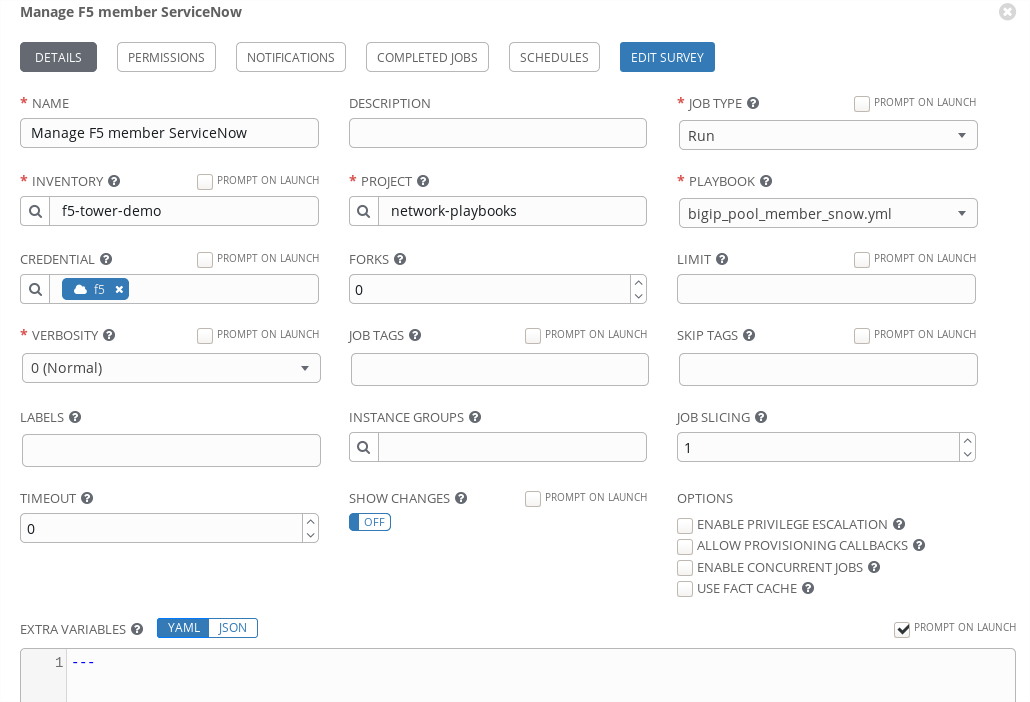 Manage F5 member ServiceNow
DETAILS PERMISSIONS NOTIFICATIONS COMPLETED JOBS SCHEDULES EDIT SURVEY
* NAME DESCRIPTION * JOB TYPE PROMPT ON LAUNCH
Manage F5 member ServiceNow Run
* INVENTORY PROMPT ON LAUNCH * PROJECT * PLAYBOOK
f5-tower-demo network-playbooks bigip_pool_member_snow.yml
CREDENTIAL PROMPT ON LAUNCH FORKS LIMIT PROMPT ON LAUNCH
f5 0
* VERBOSITY PROMPT ON LAUNCH JOB TAGS PROMPT ON LAUNCH SKIP TAGS PROMPT ON LAUNCH
0 (Normal)
LABELS INSTANCE GROUPS JOB SLICING
1
TIMEOUT SHOW CHANGES PROMPT ON LAUNCH OPTIONS
0 OFF ENABLE PRIVILEGE ESCALATION
ALLOW PROVISIONING CALLBACKS
ENABLE CONCURRENT JOBS
USE FACT CACHE
EXTRA VARIABLES YAML JSON PROMPT ON LAUNCH
1 ---